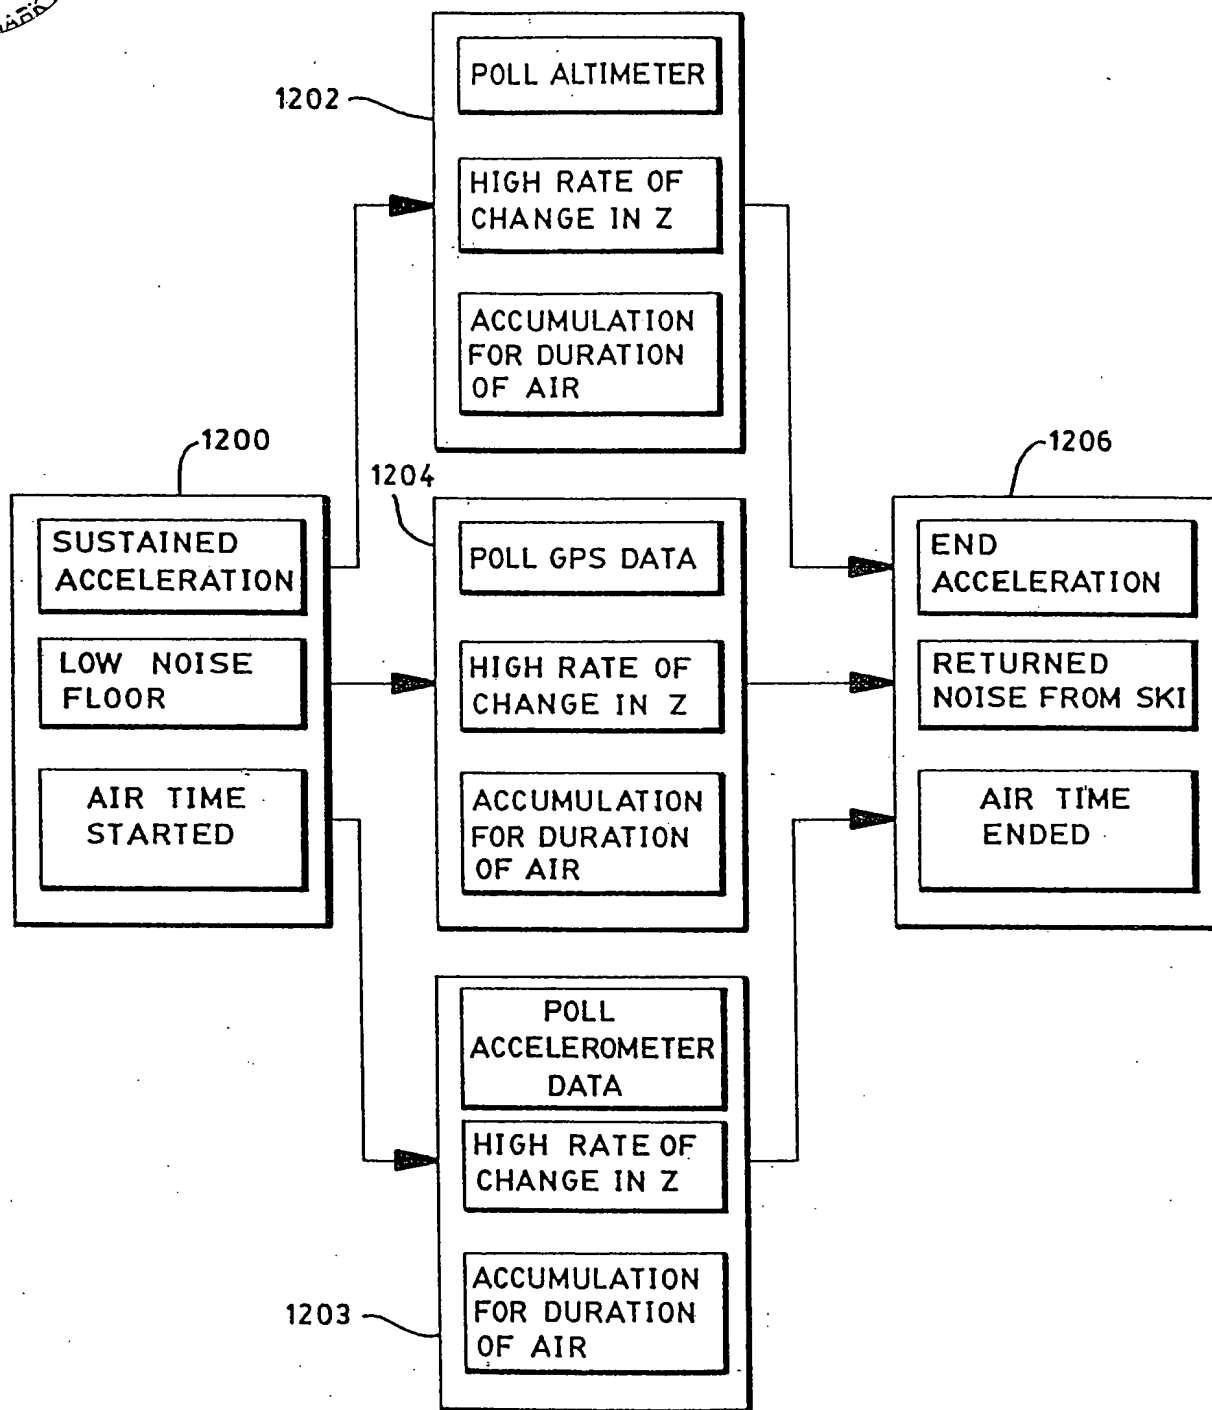 POLL ALTIMETER
1202
HIGH RATE OF
CHANGE IN Z
ACCUMULATION
FOR DURATION
OF AIR
1200
SUSTAINED
ACCELERATION
LOW NOISE
FLOOR
AIR TIME
STARTED
1204
POLL GPS DATA
HIGH RATE OF
CHANGE IN Z
ACCUMULATION
FOR DURATION
OF AIR
1206
END
ACCELERATION
RETURNED
NOISE FROM SKI
AIR TIME
ENDED
POLL
ACCELEROMETER
DATA
HIGH RATE OF
CHANGE IN Z
1203
ACCUMULATION
FOR DURATION
OF AIR